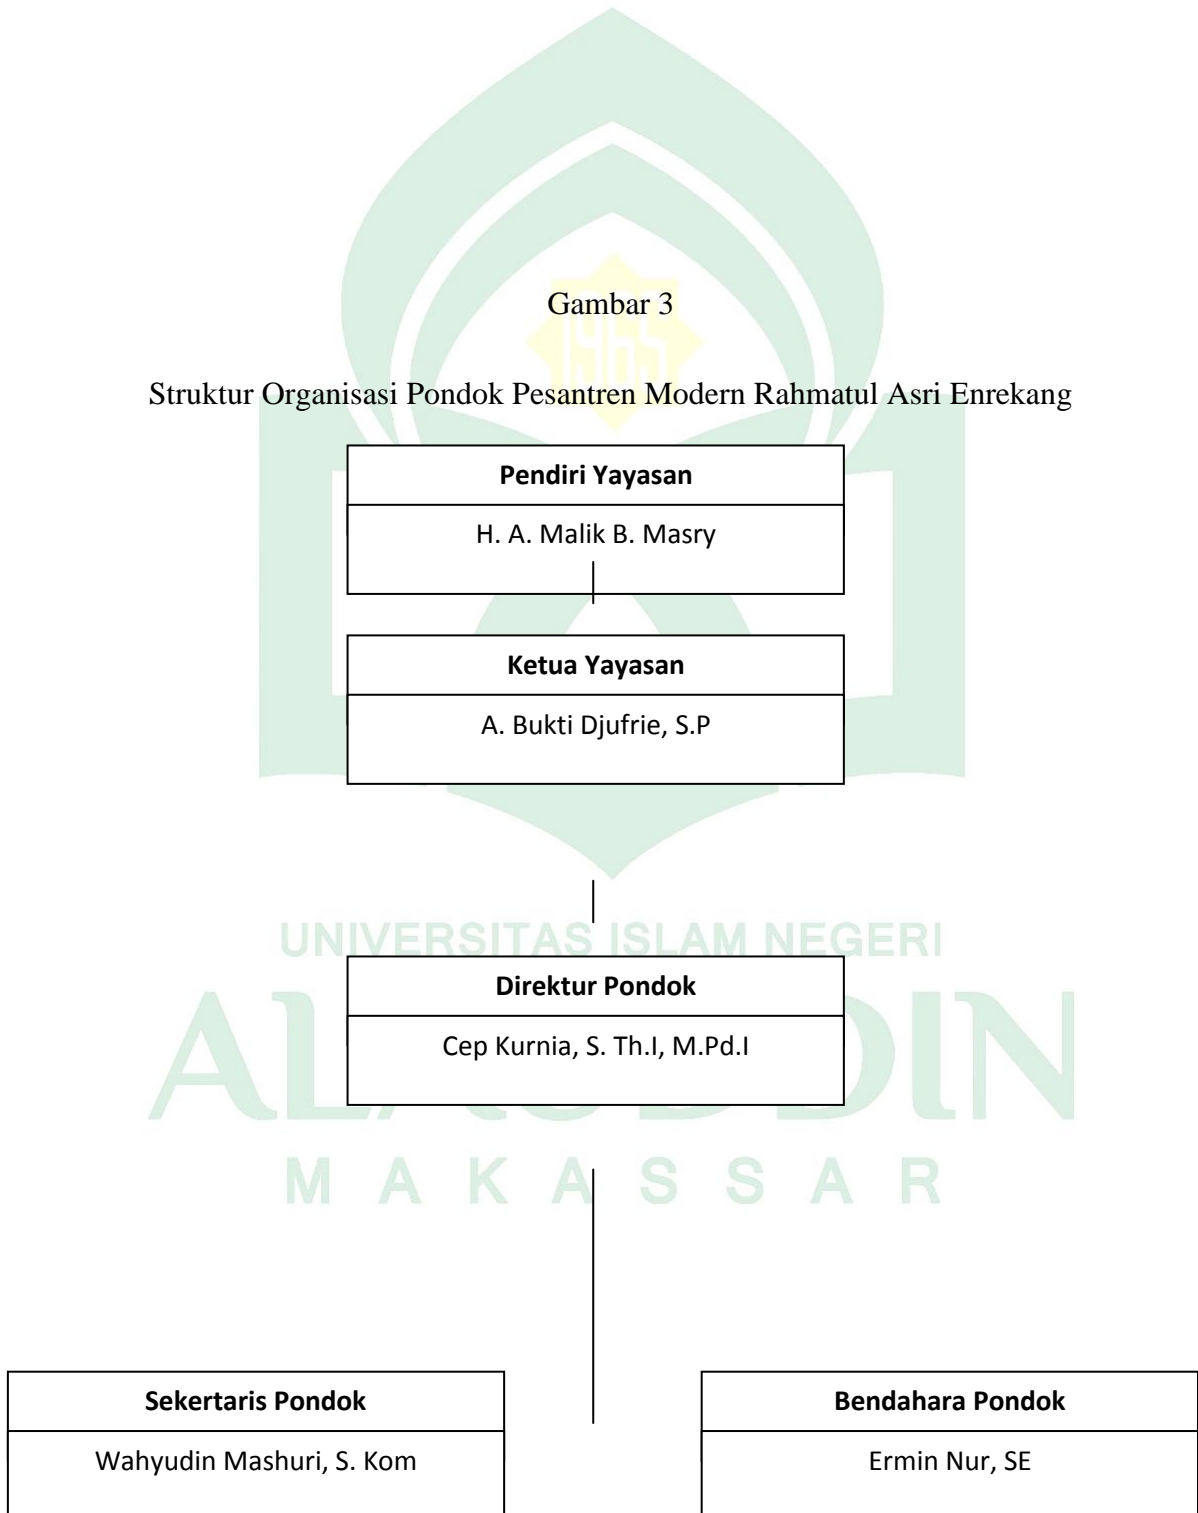 Gambar 3
1965
Struktur Organisasi Pondok Pesantren Modern Rahmatul Asri Enrekang
Pendiri Yayasan
H. A. Malik B. Masry
Ketua Yayasan
A. Bukti Djufrie, S.P
UNIVERSITAS ISLAM NEGERI
Direktur Pondok
Cep Kurnia, S. Th.I, M.Pd.I
ALAUDDIN
MAKASSAR
Sekertaris Pondok
Wahyudin Mashuri, S. Kom
Bendahara Pondok
Ermin Nur, SE